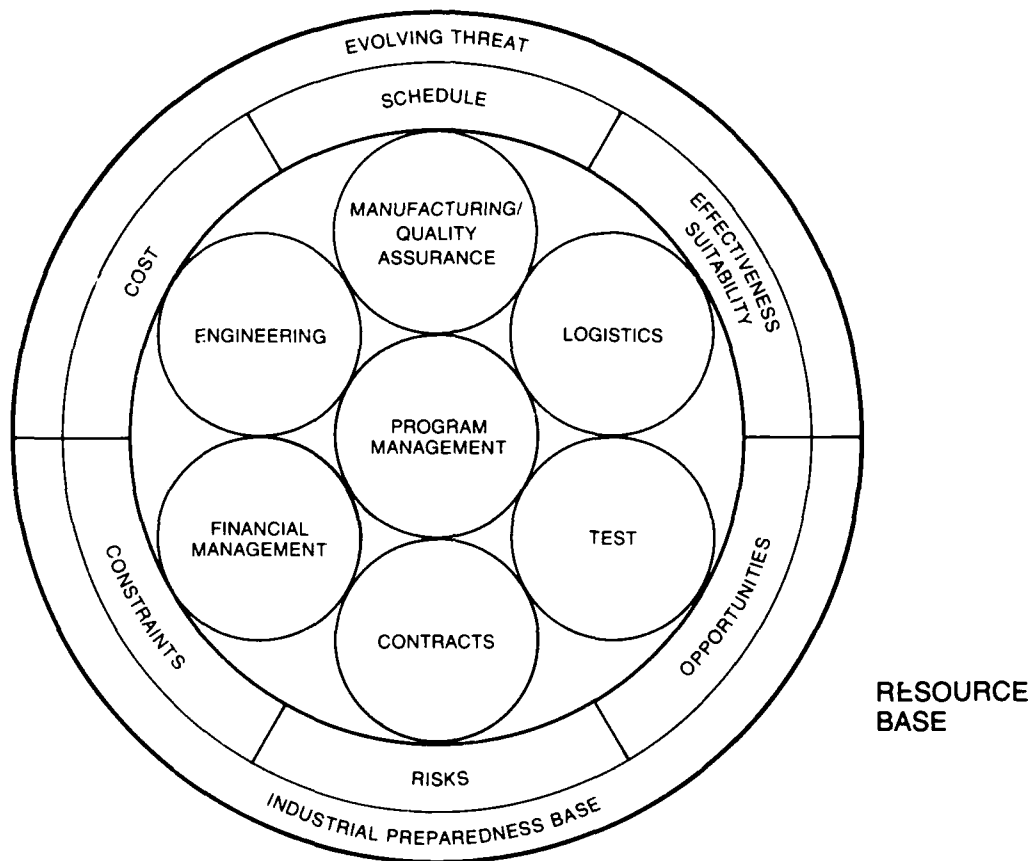 EVOLVING THREAT
SCHEDULE
COST
EFFECTIVENESS
SUITABILITY
MANUFACTURING/
QUALITY
ASSURANCE
ENGINEERING
LOGISTICS
PROGRAM
MANAGEMENT
FINANCIAL
MANAGEMENT
TEST
CONTRACTS
CONSTRAINTS
OPPORTUNITIES
RISKS
INDUSTRIAL PREPAREDNESS BASE
RESOURCE
BASE